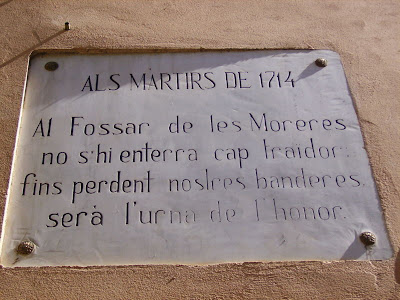 ALS MÀRTIRS DE 1714
Al Fossar de les Moreres
no s'hi enterra cap traidor.
fins perdent nostres banderes,
serà l'urna de l'honor.